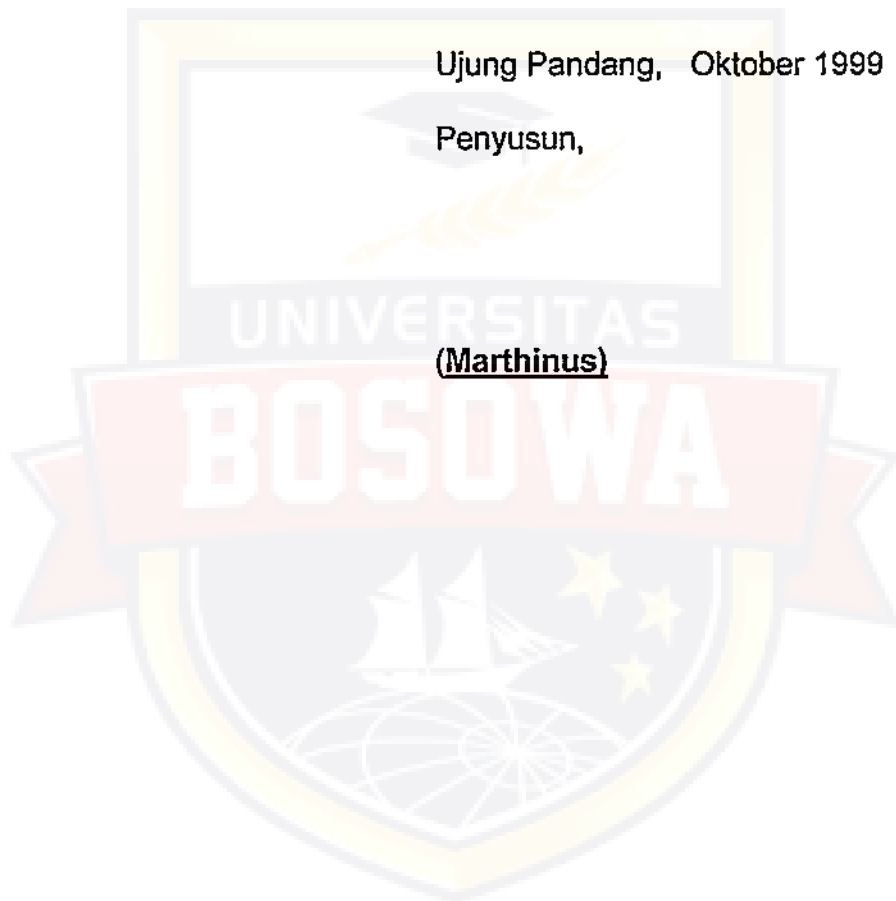 Ujung Pandang, Oktober 1999
Penyusun,
(Marthinus)
UNIVERSITAS
BOSOWA